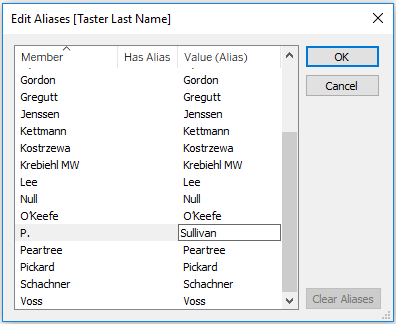 Edit Aliases [Taster Last Name]
Member Has Alias Value (Alias)
Gordon Gordon
Gregutt Gregutt
Jenssen Jenssen
Kettmann Kettmann
Kostrzewa Kostrzewa
Krebiehl MW Krebiehl MW
Lee Lee
Null Null
O'Keefe O'Keefe
P. Sullivan
Peartree Peartree
Pickard Pickard
Schachner Schachner
Voss Voss
OK
Cancel
Clear Aliases